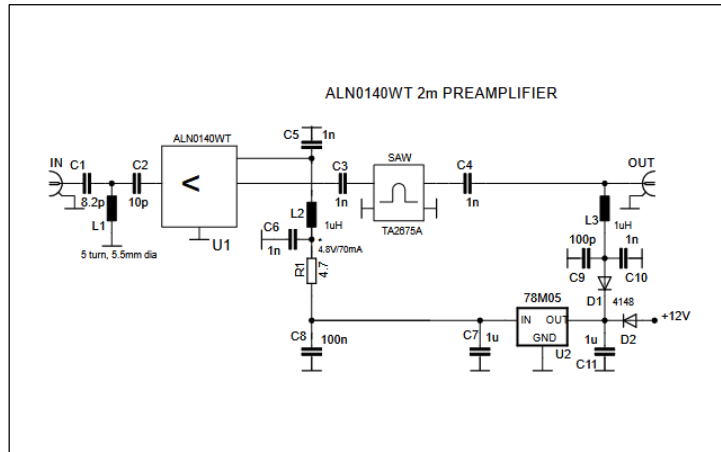 ALN0140WT 2m PREAMPLIFIER
IN
C1
8.2p
L1
5 turn, 5.5mm dia
C2
10p
ALN0140WT
<
U1
C5
1n
L2
1uH
C6
1n
*
4.8V/70mA
R1
4.7
C8
100n
C3
1n
SAW
TA2675A
C4
1n
OUT
L3
1uH
100p
C9
1n
C10
D1
4148
+12V
D2
C7
1u
78M05
IN OUT
GND
U2
1u
C11